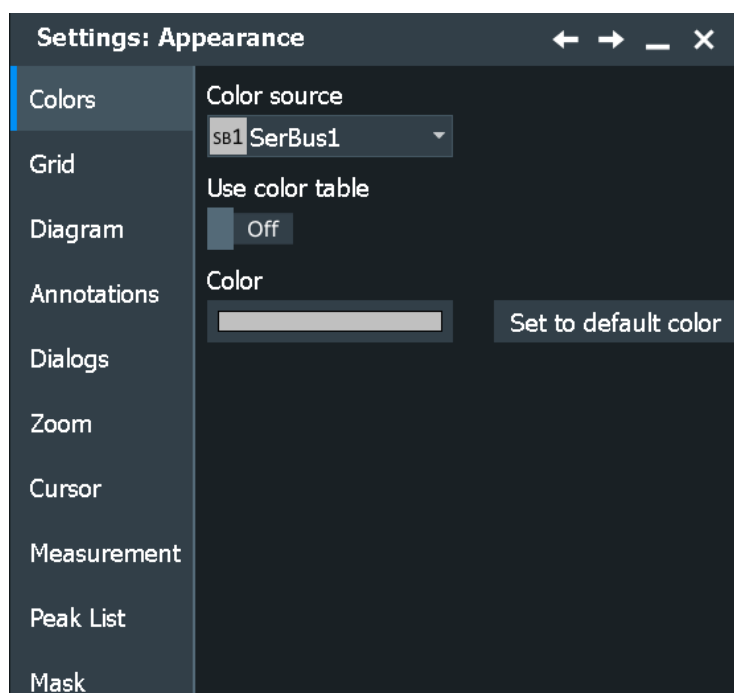 Settings: Appearance
Colors
Grid
Diagram
Annotations
Dialogs
Zoom
Cursor
Measurement
Peak List
Mask
Color source
SB1 SerBus1
Use color table
Off
Color
Set to default color